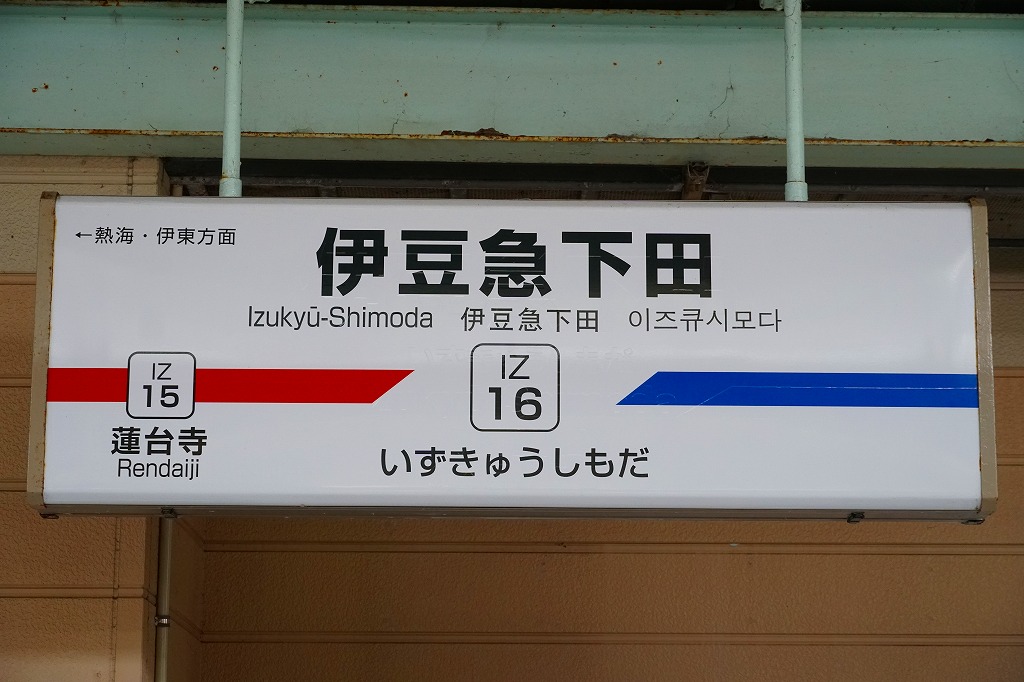 ←熱海・伊東方面
伊豆急下田
Izukyū-Shimoda 伊豆急下田 이즈큐시모다
IZ
15
IZ
16
蓮台寺
Rendaiji
いずきゅうしもだ